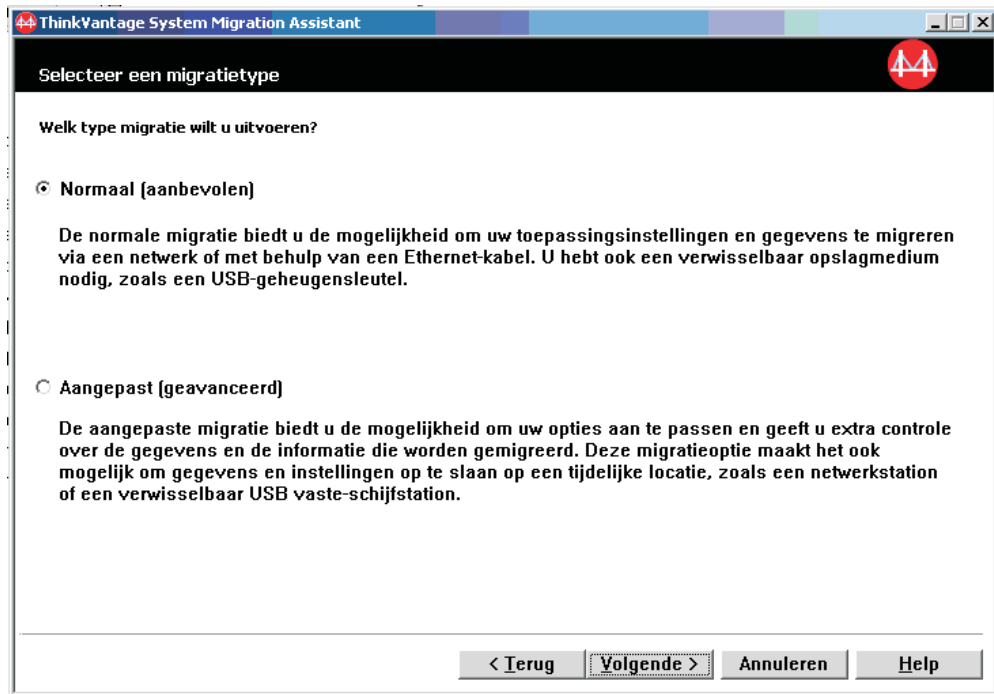 ThinkVantage System Migration Assistant
Selecteer een migratietype
Welk type migratie wilt u uitvoeren?
Normaal (aanbevolen)
De normale migratie biedt u de mogelijkheid om uw toepassingsinstellingen en gegevens te migreren
via een netwerk of met behulp van een Ethernet-kabel. U hebt ook een verwisselbaar opslagmedium
nodig, zoals een USB-geheugensleutel.
Aangepast (geavanceerd)
De aangepaste migratie biedt u de mogelijkheid om uw opties aan te passen en geeft u extra controle
over de gegevens en de informatie die worden gemigreerd. Deze migratieoptie maakt het ook
mogelijk om gegevens en instellingen op te slaan op een tijdelijke locatie, zoals een netwerkstation
of een verwisselbaar USB vaste-schijfstation.
< Terug
Volgende >
Annuleren
Help